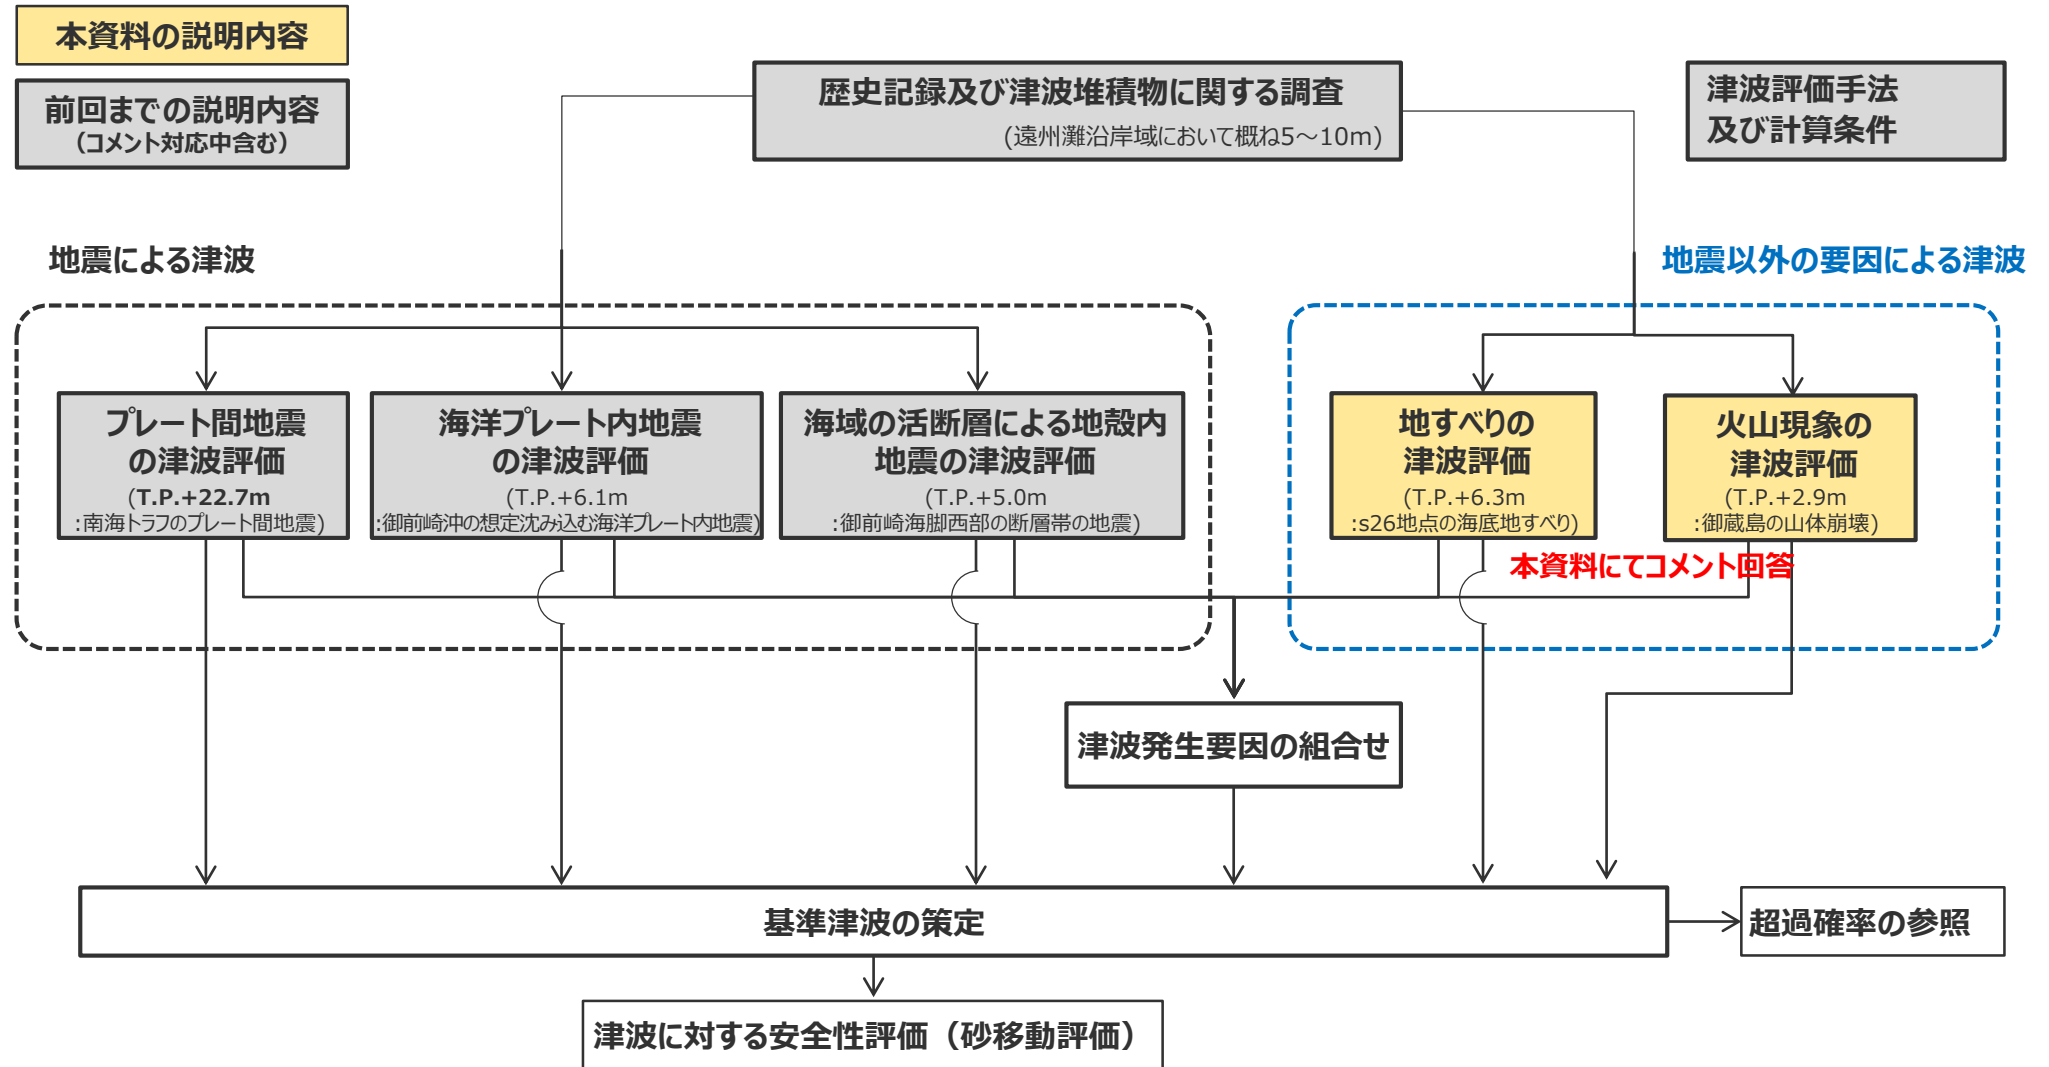 本資料の説明内容
前回までの説明内容
(コメント対応中含む)
歴史記録及び津波堆積物に関する調査
(遠州灘沿岸域において概ね5～10m)
津波評価手法
及び計算条件
地震による津波
地震以外の要因による津波
プレート間地震
の津波評価
(T.P.+22.7m
:南海トラフのプレート間地震)
海洋プレート内地震
の津波評価
(T.P.+6.1m
:御前崎沖の想定沈み込む海洋プレート内地震)
海域の活断層による地殻内
地震の津波評価
(T.P.+5.0m
:御前崎海脚西部の断層帯の地震)
地すべりの
津波評価
(T.P.+6.3m
:s26地点の海底地すべり)
火山現象の
津波評価
(T.P.+2.9m
:御蔵島の山体崩壊)
本資料にてコメント回答
津波発生要因の組合せ
基準津波の策定
超過確率の参照
津波に対する安全性評価（砂移動評価）